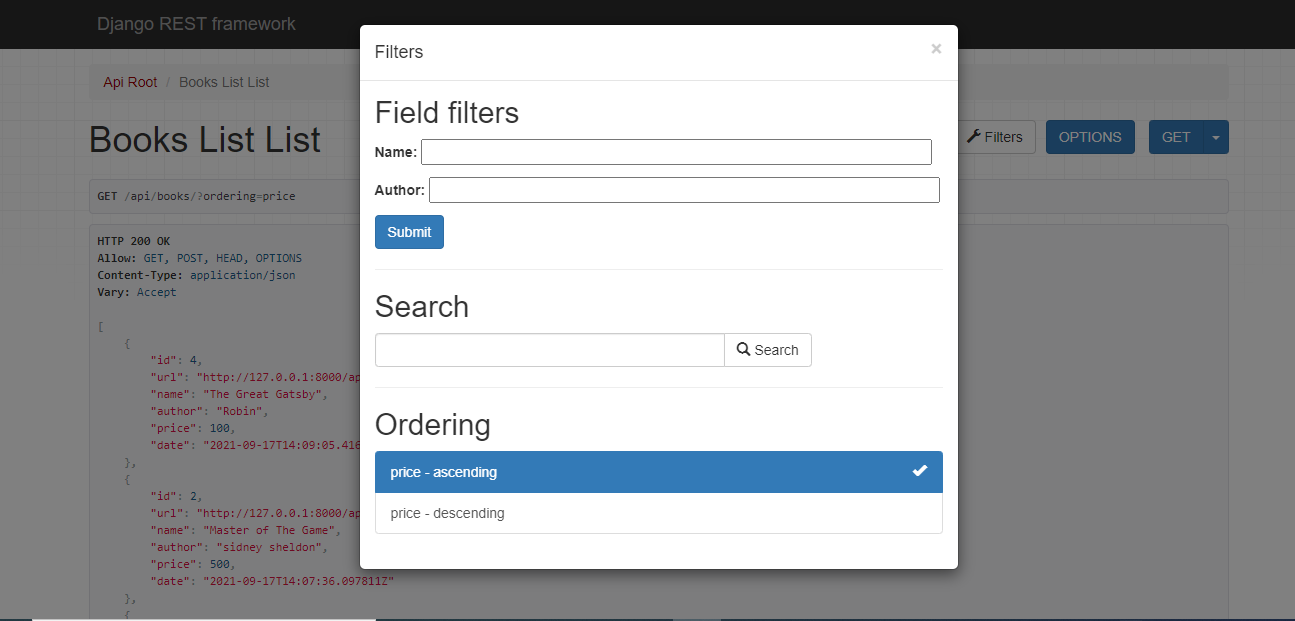 Django REST framework
Api Root / Books List List
Books List List
Filters
OPTIONS
GET
GET /api/books/?ordering=price
HTTP 200 OK
Allow: GET, POST, HEAD, OPTIONS
Content-Type: application/json
Vary: Accept
[
{
"id": 4,
"url": "http://127.0.0.1:8000/ap
"name": "The Great Gatsby",
"author": "Robin",
"price": 100,
"date": "2021-09-17T14:09:05.416
},
{
"id": 2,
"url": "http://127.0.0.1:8000/ap
"name": "Master of The Game",
"author": "sidney sheldon",
"price": 500,
"date": "2021-09-17T14:07:36.097811Z"
},
{
Filters ×
Field filters
Name:
Author:
Submit
Search
Search
Ordering
price - ascending
price - descending